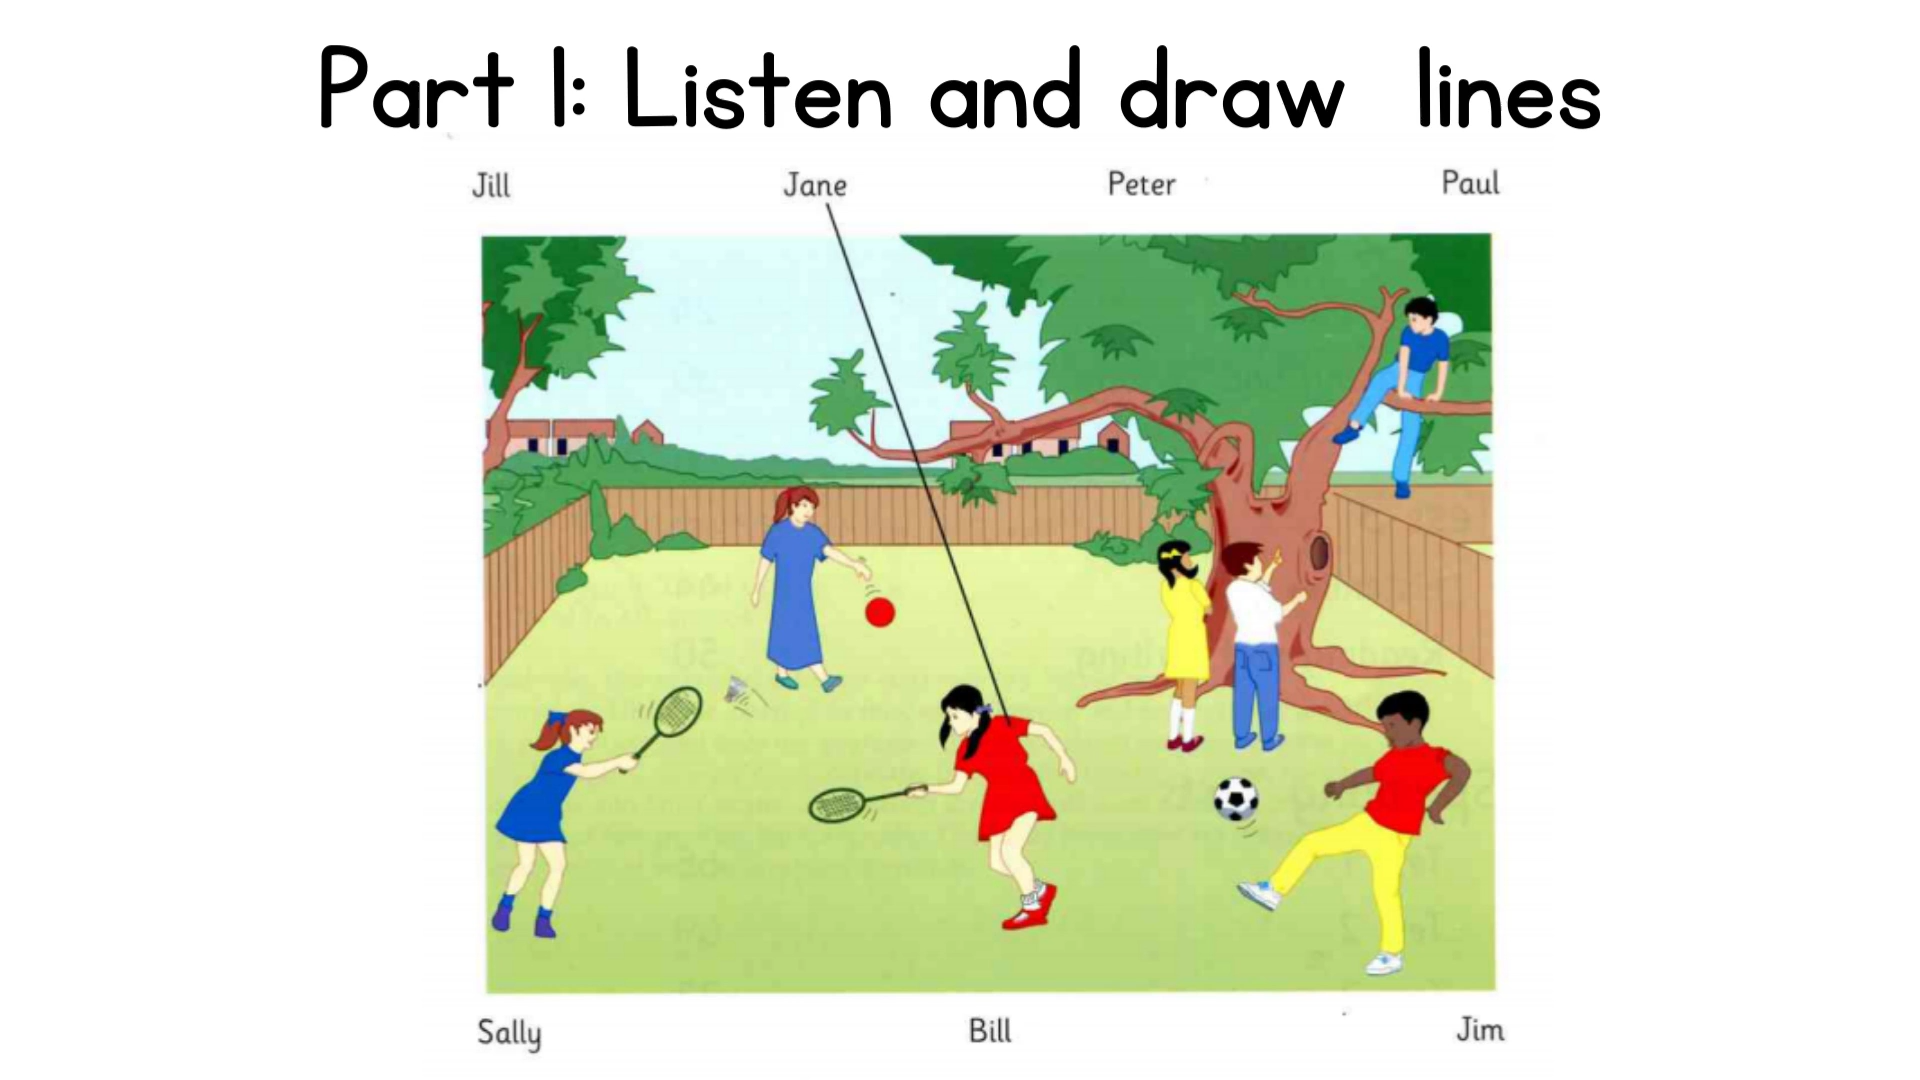 Part 1: Listen and draw lines
Jill Jane Peter Paul
Sally Bill Jim